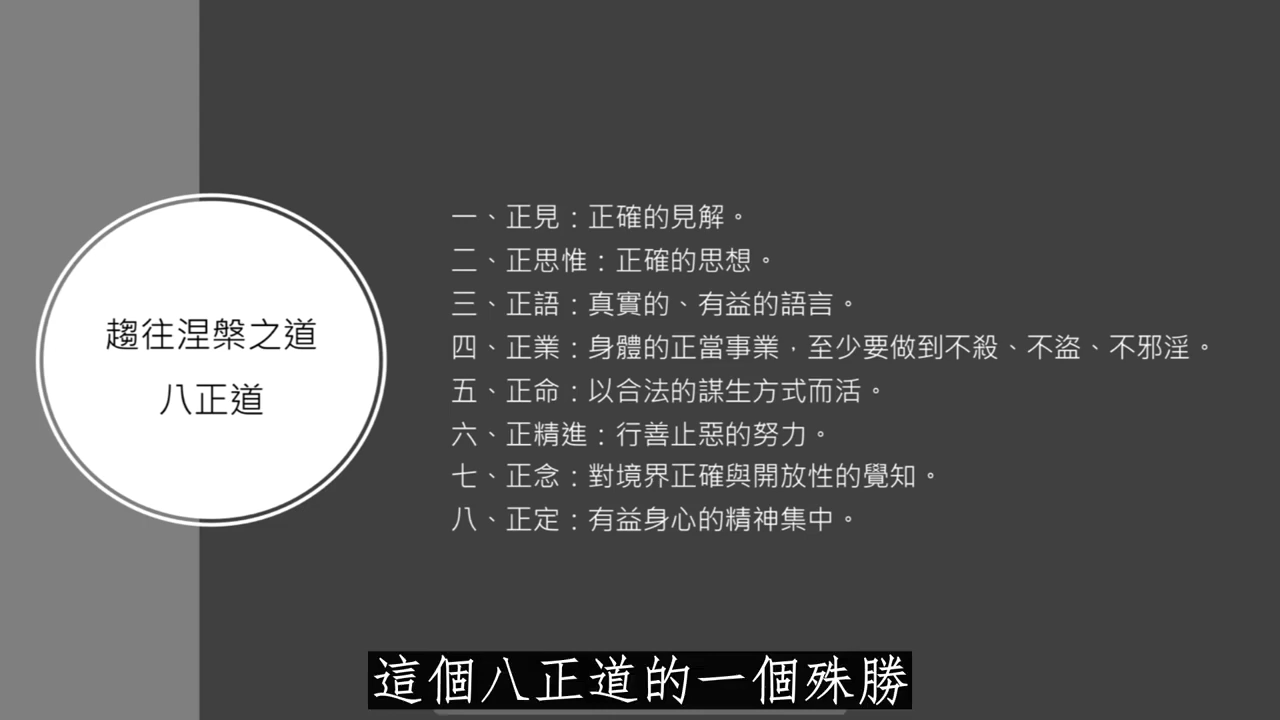 趨往涅槃之道
八正道
一、正見：正確的見解。
二、正思惟：正確的思想。
三、正語：真實的、有益的語言。
四、正業：身體的正當事業，至少要做到不殺、不盜、不邪淫。
五、正命：以合法的謀生方式而活。
六、正精進：行善止惡的努力。
七、正念：對境界正確與開放性的覺知。
八、正定：有益身心的精神集中。
這個八正道的一個殊勝